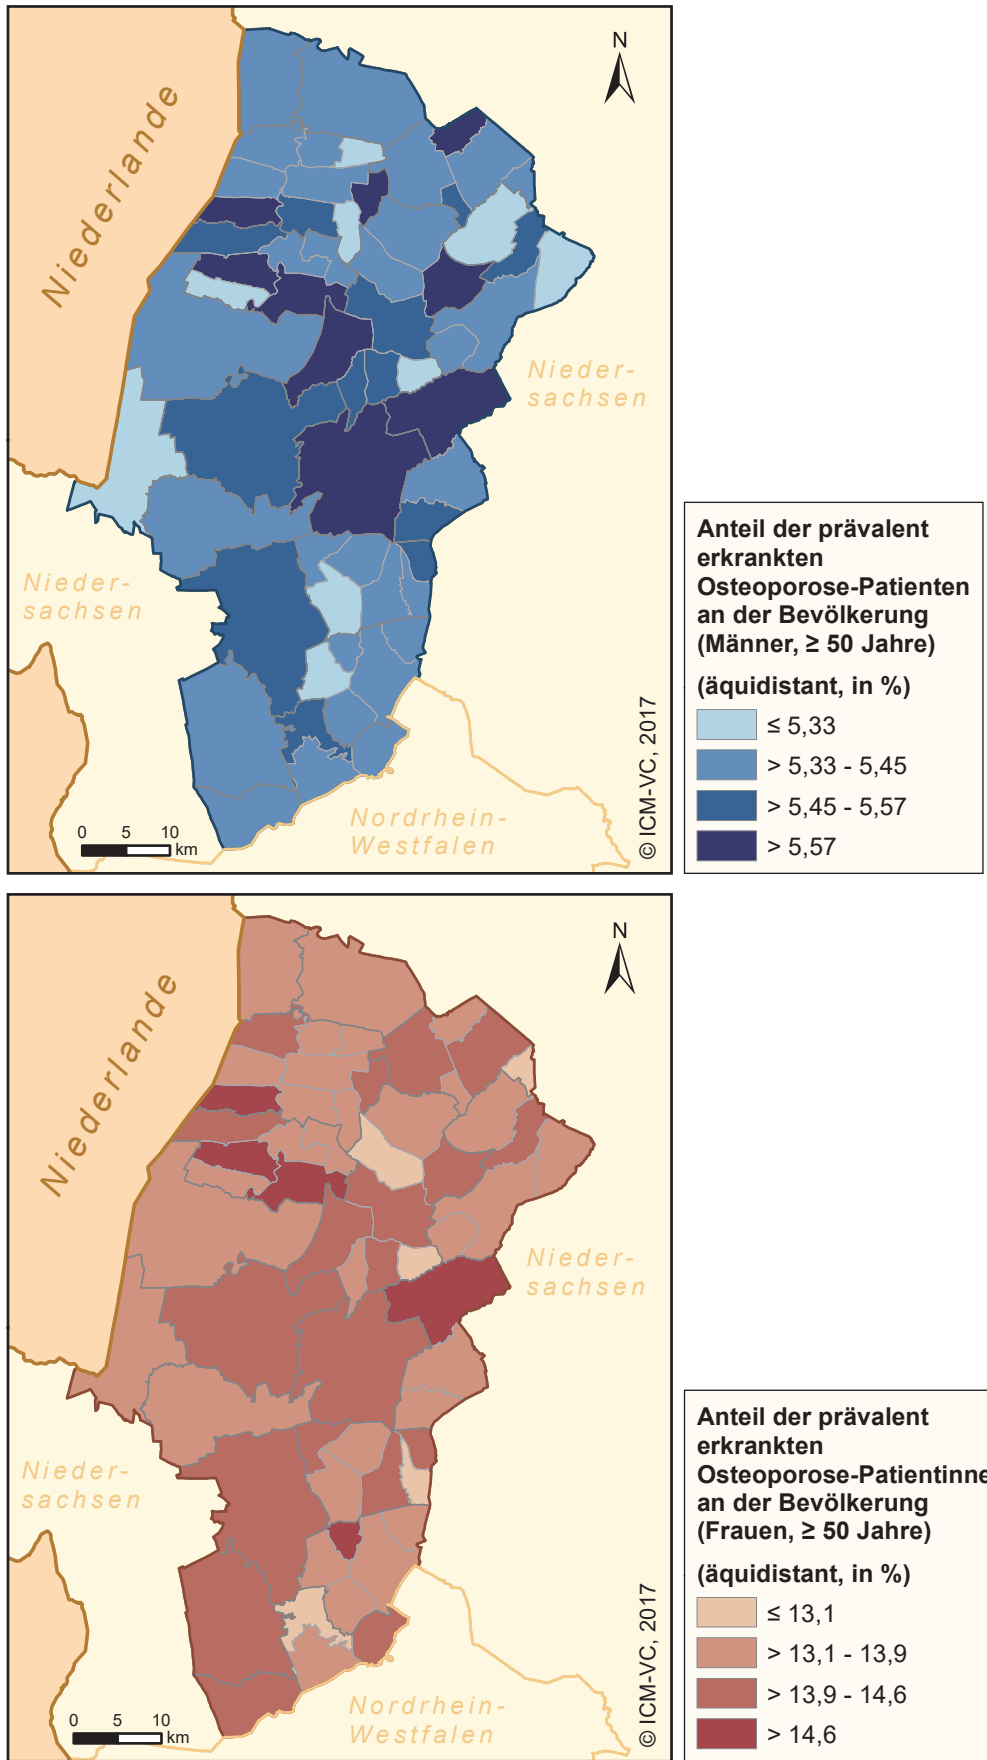 N
Niederlande
Nieder-
sachsen
Nieder-
sachsen
Nordrhein-
Westfalen
0 5 10
km
© ICM-VC, 2017
Anteil der prävalent
erkrankten
Osteoporose-Patienten
an der Bevölkerung
(Männer, ≥ 50 Jahre)
(äquidistant, in %)
≤ 5,33
> 5,33 - 5,45
> 5,45 - 5,57
> 5,57
N
Niederlande
Nieder-
sachsen
Nieder-
sachsen
Nordrhein-
Westfalen
0 5 10
km
© ICM-VC, 2017
Anteil der prävalent
erkrankten
Osteoporose-Patientinne
an der Bevölkerung
(Frauen, ≥ 50 Jahre)
(äquidistant, in %)
≤ 13,1
> 13,1 - 13,9
> 13,9 - 14,6
> 14,6